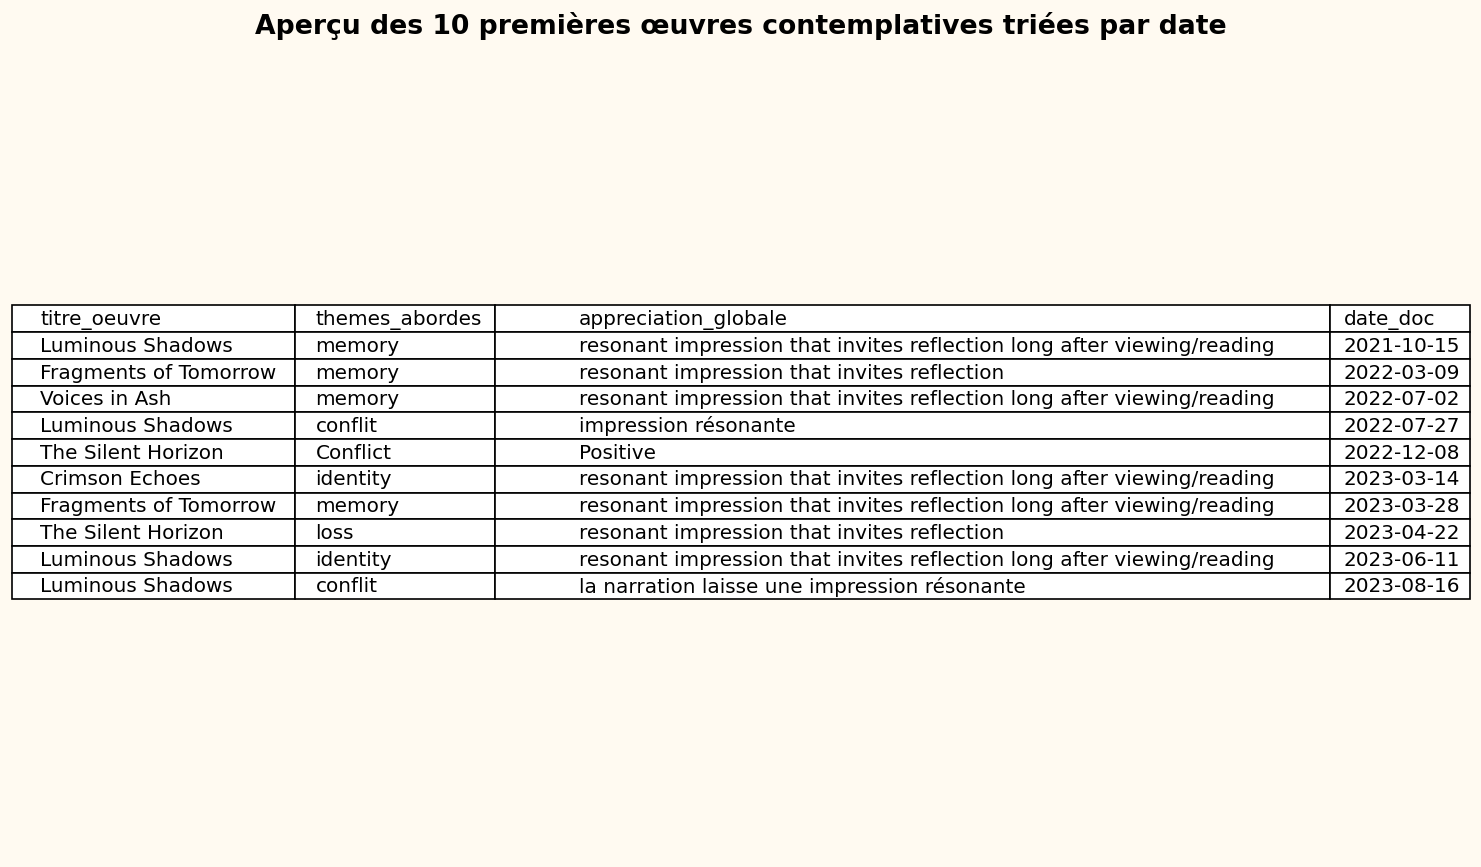 Aperçu des 10 premières œuvres contemplatives triées par date
titre_oeuvre themes_abordes appreciation_globale date_doc
Luminous Shadows memory resonant impression that invites reflection long after viewing/reading 2021-10-15
Fragments of Tomorrow memory resonant impression that invites reflection 2022-03-09
Voices in Ash memory resonant impression that invites reflection long after viewing/reading 2022-07-02
Luminous Shadows conflit impression résonante 2022-07-27
The Silent Horizon Conflict Positive 2022-12-08
Crimson Echoes identity resonant impression that invites reflection long after viewing/reading 2023-03-14
Fragments of Tomorrow memory resonant impression that invites reflection long after viewing/reading 2023-03-28
The Silent Horizon loss resonant impression that invites reflection 2023-04-22
Luminous Shadows identity resonant impression that invites reflection long after viewing/reading 2023-06-11
Luminous Shadows conflit la narration laisse une impression résonante 2023-08-16